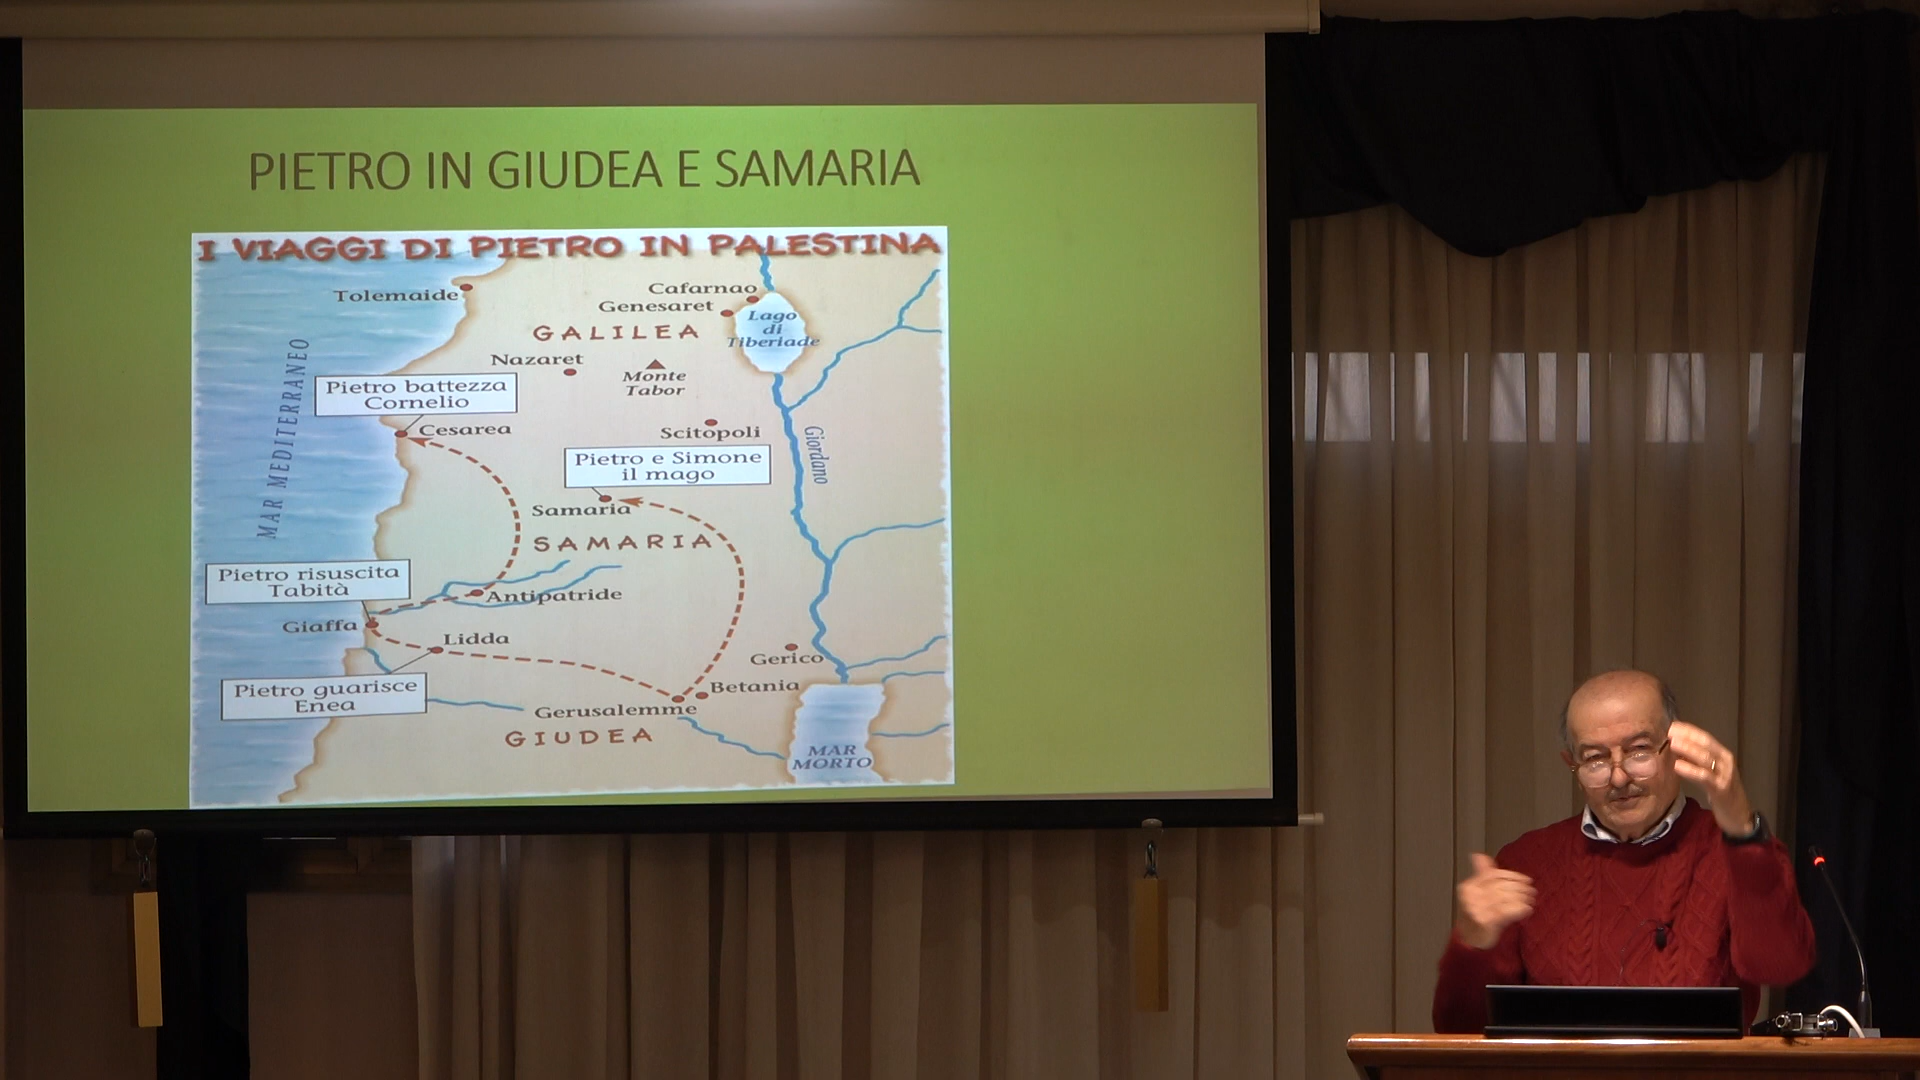 PIETRO IN GIUDEA E SAMARIA
I VIAGGI DI PIETRO IN PALESTINA
Tolemaide
Cafarnao
Genesaret
Lago
di
Tiberiade
GALILEA
Nazaret
Monte
Tabor
MAR MEDITERRANEO
Pietro battezza
Cornelio
Cesarea
Scitopoli
Giordano
Pietro e Simone
il mago
Samaria
SAMARIA
Pietro risuscita
Tabità
Antipatride
Giaffa
Lidda
Gerico
Pietro guarisce
Enea
Betania
Gerusalemme
GIUDEA
MAR
MORTO